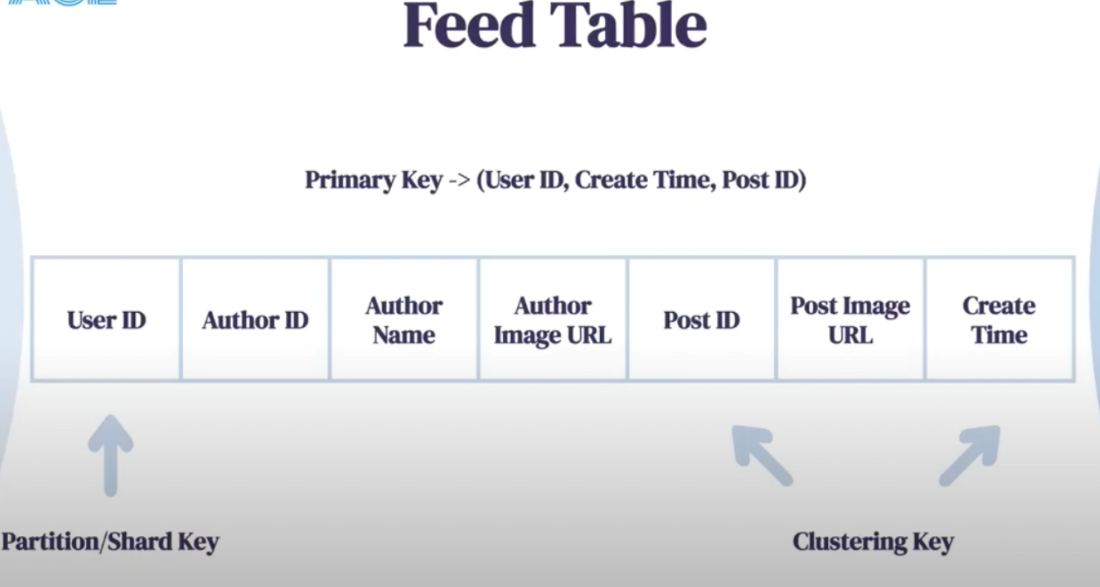 Feed Table
Primary Key -> (User ID, Create Time, Post ID)
User ID
Author ID
Author
Name
Author
Image URL
Post ID
Post Image
URL
Create
Time
Partition/Shard Key
Clustering Key